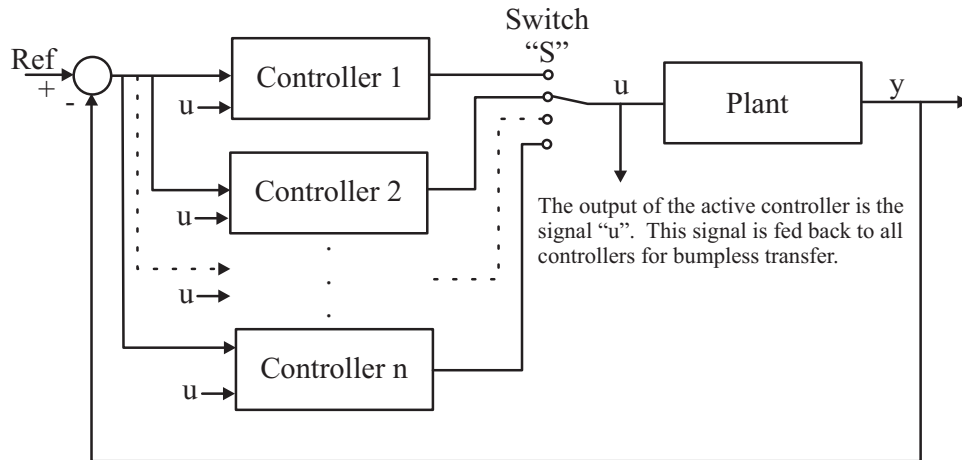 Switch
“S”
Ref
+
-
Controller 1
u
u
Plant
y
Controller 2
u
The output of the active controller is the
signal “u”. This signal is fed back to all
controllers for bumpless transfer.
u
Controller n
u